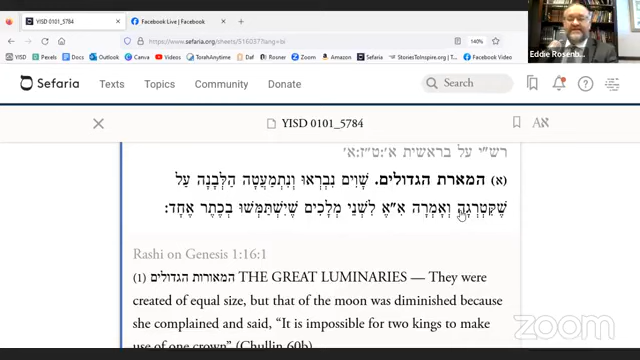 YISD 0101_5784
Facebook Live | Facebook
https://www.sefaria.org/sheets/516037?lang=bi
140%
YISD
Pevels
Docs
Outlook
Canva
Videos
TorahAnytime
Daf
Rosner
Zoom
Amazon
Sefaria
StoriesToInspire.org
Facebook Video
Eddie Rosenb...
Sefaria
Texts
Topics
Community
Donate
Search
YISD 0101_5784
רש״י על בראשית א׳:ט״ז:א׳
(א) המארת הגדולים. שָׁוִים נִבְרְאוּ וְנִתְמַעֲטָה הַלְּבָנָה עַל
שֶׁקִּטְרְגָה וְאָמְרָה אִ"אֶ לִשְׁנֵי מְלָכִים שֶׁיִּשְׁתַּמְּשׁוּ בְכֶתֶר אֶחָד:
Rashi on Genesis 1:16:1
(1) המאורות הגדולים THE GREAT LUMINARIES — They were
created of equal size, but that of the moon was diminished because
she complained and said, “It is impossible for two kings to make
use of one crown” (Chullin 60b)
zoom